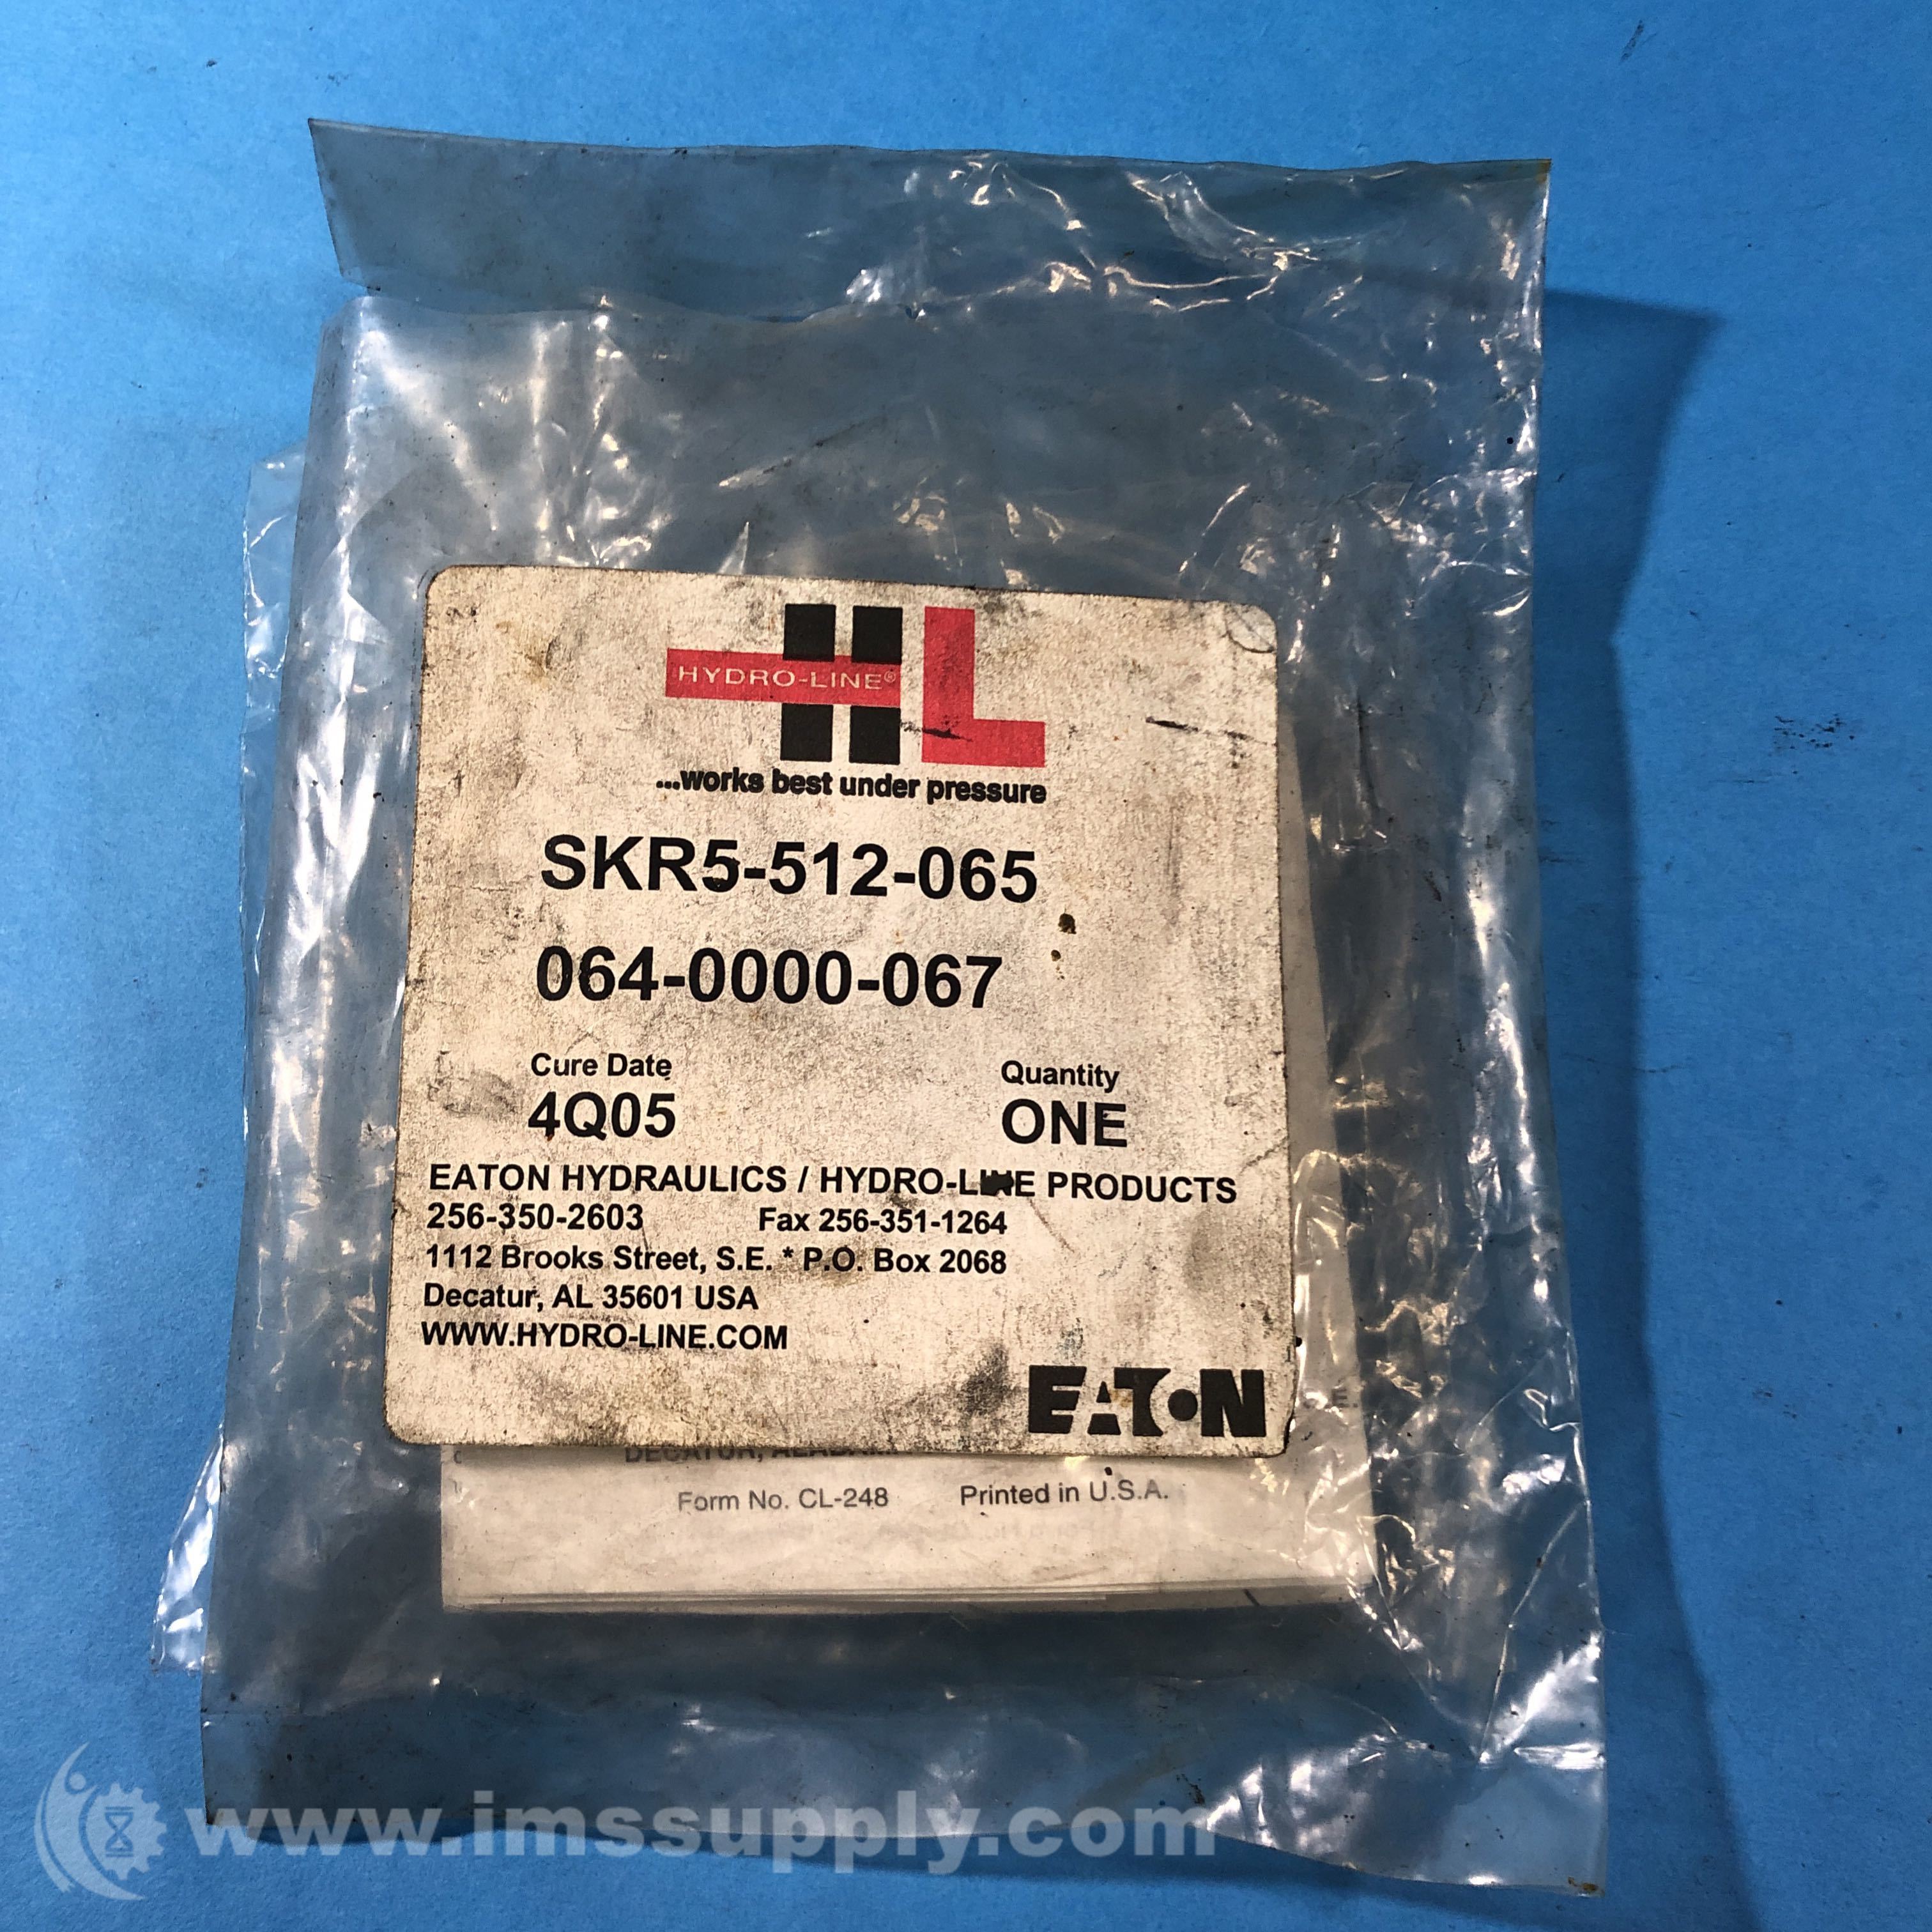 HYDRO-LINE®
HL
...works best under pressure
SKR5-512-065
064-0000-067
Cure Date
Quantity
4Q05
ONE
EATON HYDRAULICS / HYDRO-LINE PRODUCTS
256-350-2603 Fax 256-351-1264
1112 Brooks Street, S.E. * P.O. Box 2068
Decatur, AL 35601 USA
WWW.HYDRO-LINE.COM
EATON
DECATUR,
Form No. CL-248 Printed in U.S.A.
www.imssupply.com